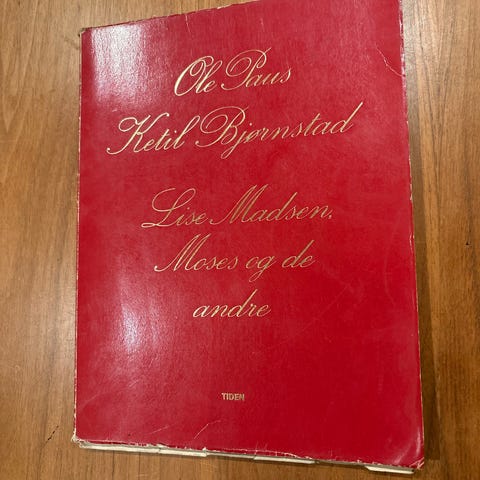 Ole Paus
Ketil Bjørnstad
Lise Madsen,
Moses og de
andre
TIDEN